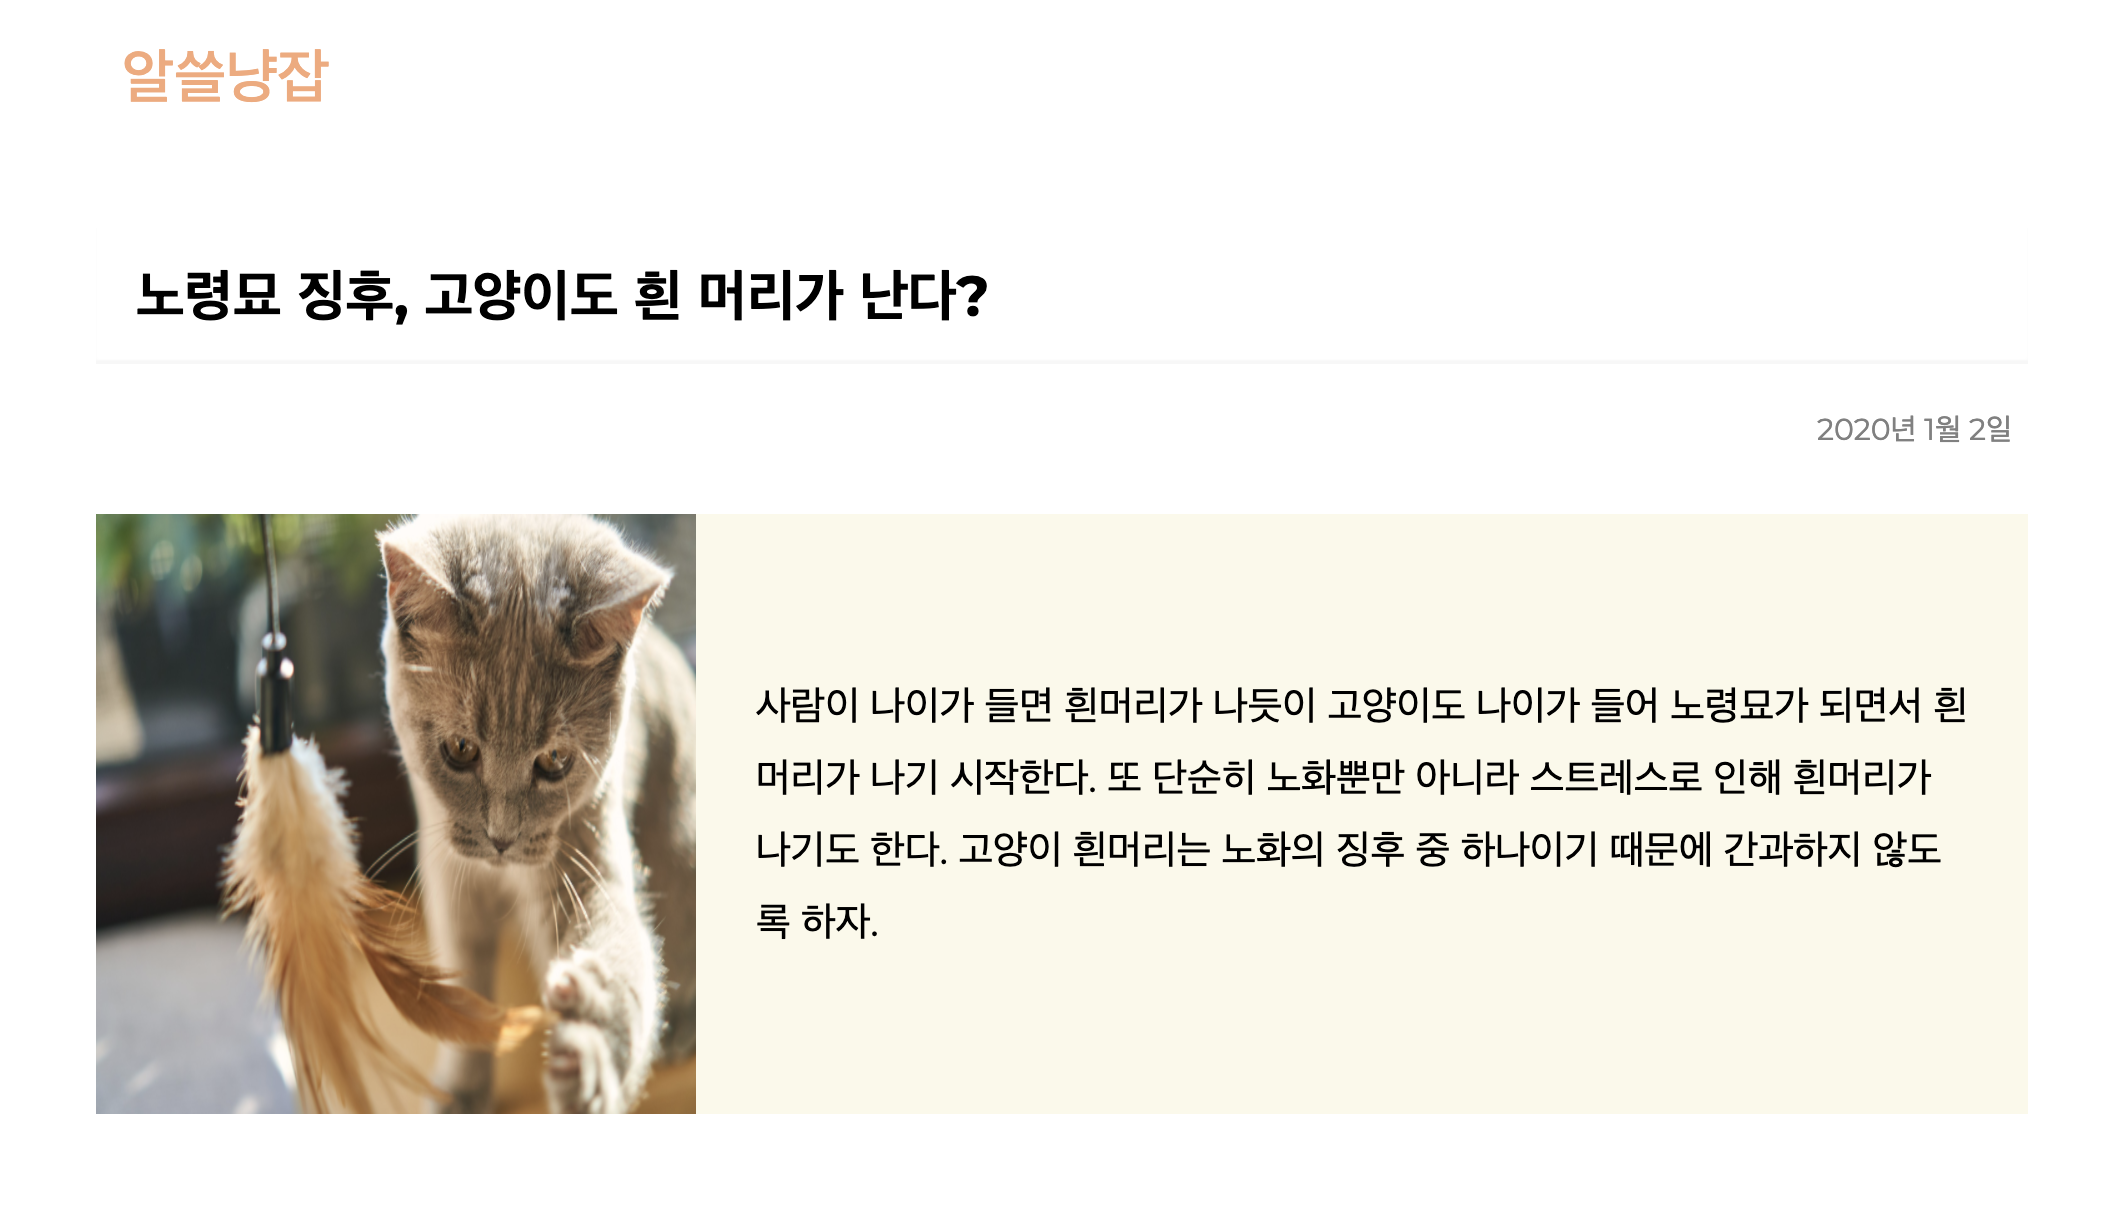 알쓸냥잡
노령묘 징후, 고양이도 흰 머리가 난다?
2020년 1월 2일
사람이 나이가 들면 흰머리가 나듯이 고양이도 나이가 들어 노령묘가 되면서 흰
머리가 나기 시작한다. 또 단순히 노화뿐만 아니라 스트레스로 인해 흰머리가
나기도 한다. 고양이 흰머리는 노화의 징후 중 하나이기 때문에 간과하지 않도
록 하자.